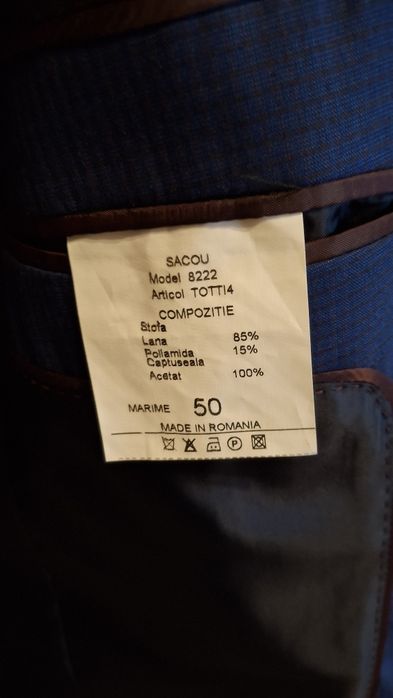 SACOU
Model 8222
Articol TOTTI4
COMPOZITIE
Stofa
Lana 85%
Poliamida 15%
Captuseala
Acetat 100%
MARIME 50
MADE IN ROMANIA
P